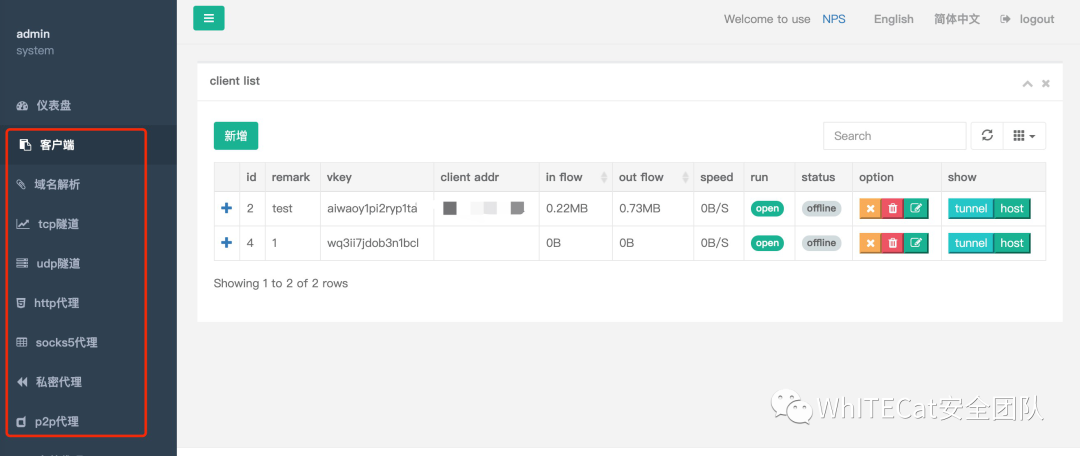 admin
system
Welcome to use NPS English 简体中文 logout
仪表盘
客户端
域名解析
tcp隧道
udp隧道
http代理
socks5代理
私密代理
p2p代理
client list
新增
Search
id remark vkey client addr in flow out flow speed run status option show
2 test aiwaoy1pi2ryp1ta 0.22MB 0.73MB 0B/S open offline tunnel host
4 1 wq3ii7jdob3n1bcl 0B 0B 0B/S open offline tunnel host
Showing 1 to 2 of 2 rows
WhITECat安全团队